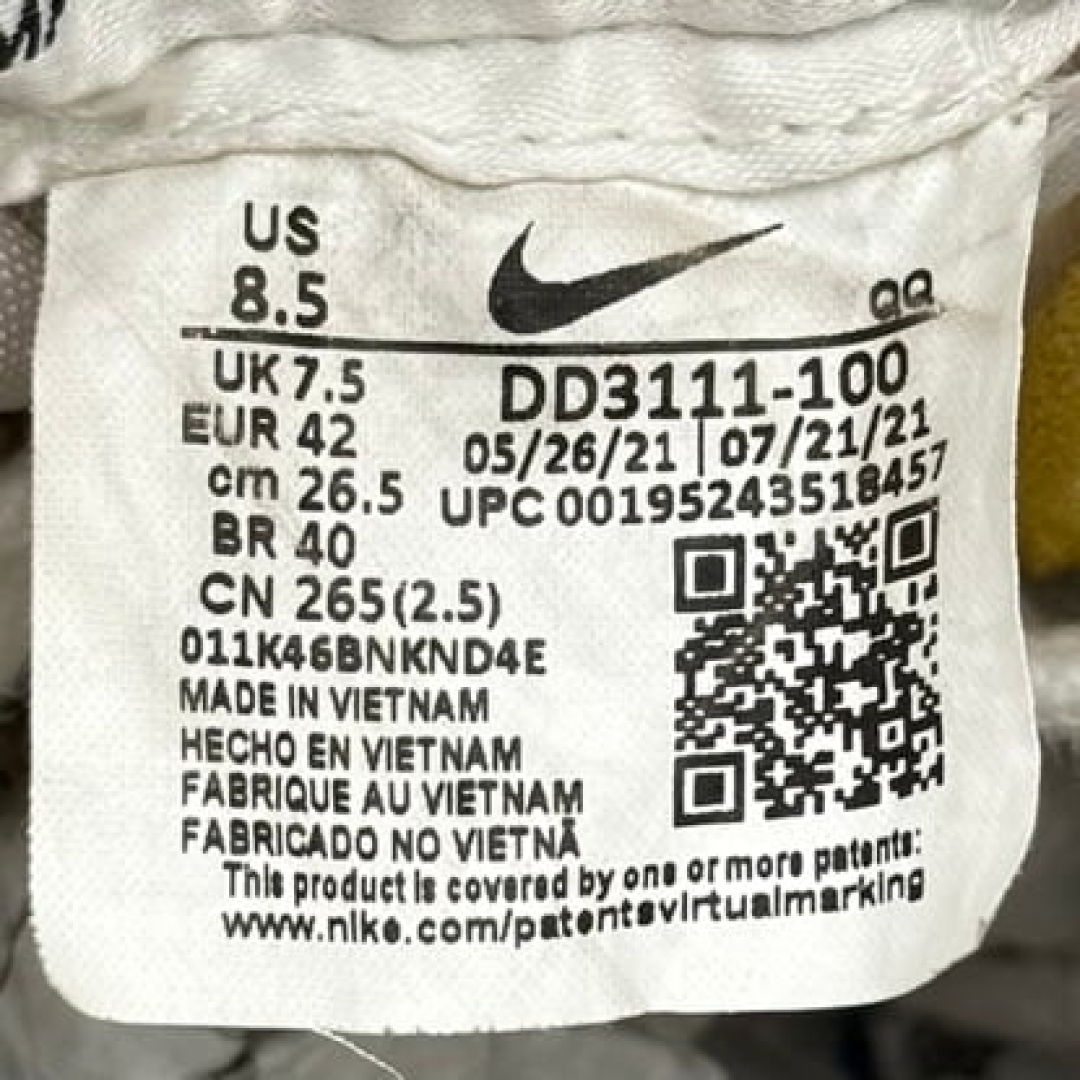 US
8.5
QQ
UK 7.5
EUR 42
cm 26.5
BR 40
CN 265(2.5)
DD3111-100
05/26/21 | 07/21/21
UPC 00195243518457
011K46BNKND4E
MADE IN VIETNAM
HECHO EN VIETNAM
FABRIQUE AU VIETNAM
FABRICADO NO VIETNÃ
This product is covered by one or more patents:
www.nike.com/patentsvirtualmarking